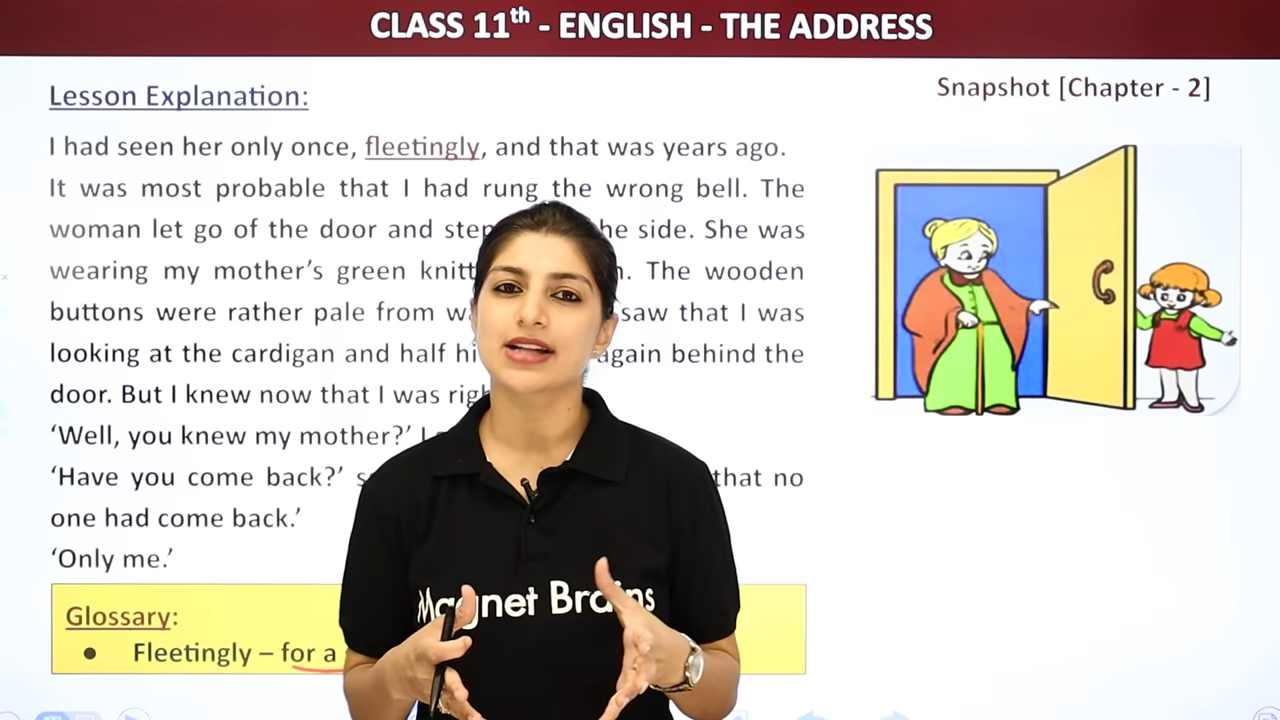 CLASS 11th - ENGLISH - THE ADDRESS
Snapshot [Chapter - 2]
Lesson Explanation:
I had seen her only once, fleetingly, and that was years ago.
It was most probable that I had rung the wrong bell. The
woman let go of the door and the side. She was
wearing my mother's green The wooden
buttons were rather pale from saw that I was
looking at the cardigan and half again behind the
door. But I knew now that I was
‘Well, you knew my mother?’ I
‘Have you come back?’ that no
one had come back.’
‘Only me.’
Glossary:
● Fleetingly – for a
Magnet Brains